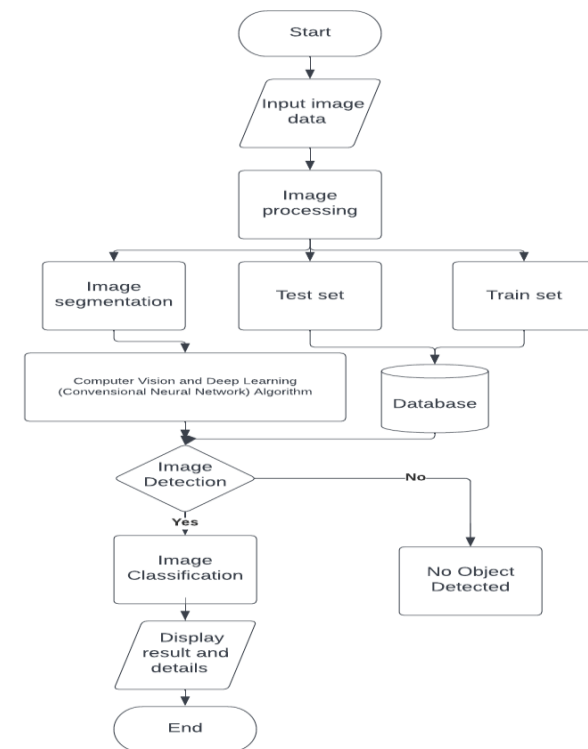 Start
Input image
data
Image
processing
Image
segmentation
Test set
Train set
Computer Vision and Deep Learning
(Convensional Neural Network) Algorithm
Database
Image
Detection
No
Yes
Image
Classification
No Object
Detected
Display
result and
details
End